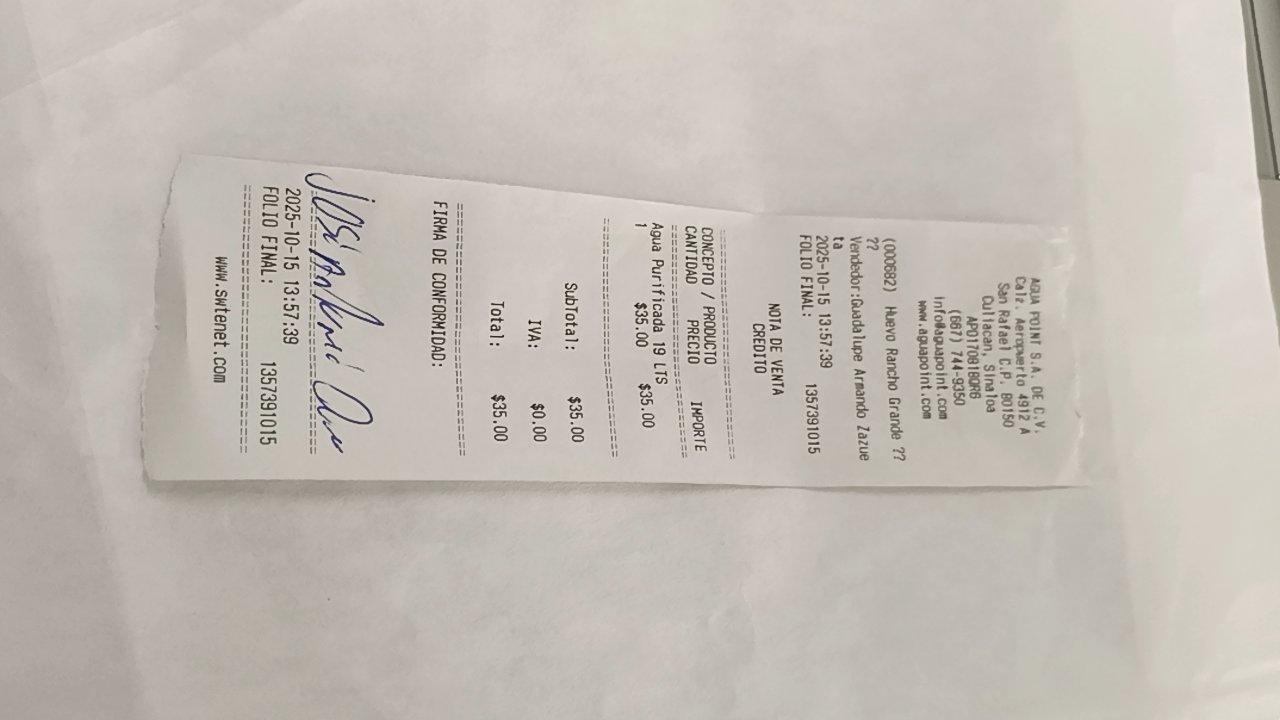 AGUA POINT S.A. DE C.V.
Calz. Aeropuerto 4912 A
San Rafael C.P. 80150
Culiacan, Sinaloa
APO170818QR6
(667) 744-9350
info@aguapoint.com
www.aguapoint.com
(000682) Huevo Rancho Grande ??
??
Vendedor:Guadalupe Armando Zazue
ta
2025-10-15 13:57:39
FOLIO FINAL: 1357391015
NOTA DE VENTA
CREDITO
CONCEPTO / PRODUCTO
CANTIDAD PRECIO IMPORTE
Agua Purificada 19 LTS
1 $35.00 $35.00
SubTotal: $35.00
IVA: $0.00
Total: $35.00
FIRMA DE CONFORMIDAD:
2025-10-15 13:57:39
FOLIO FINAL: 1357391015
www.swtenet.com